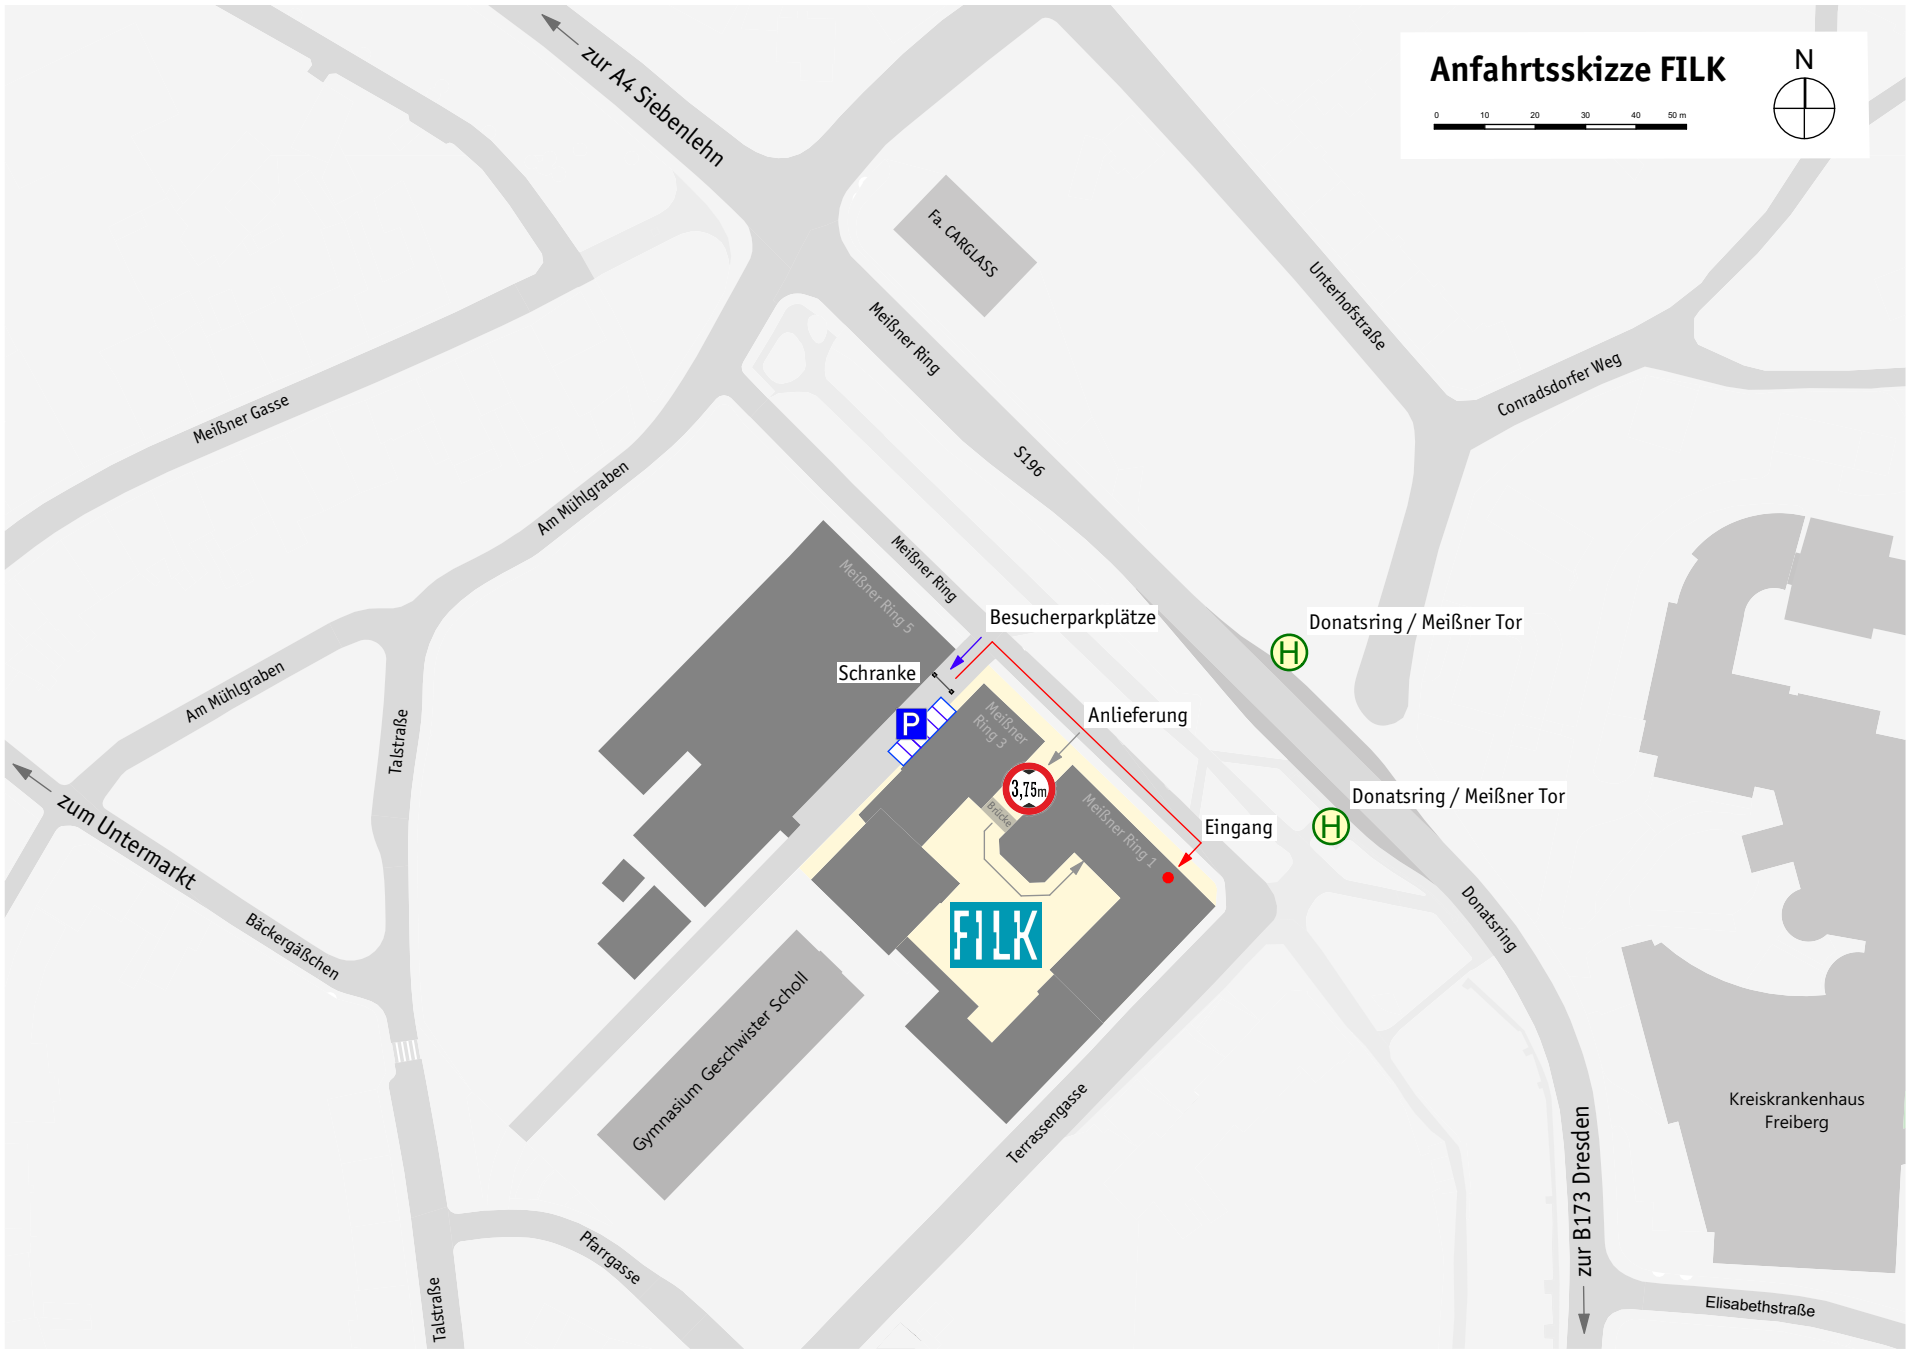 zur A4 Siebenlehn
Anfahrtsskizze FILK
N
0 10 20 30 40 50 m
Fa. CARGLASS
Meißner Ring
Unterhofstraße
Conradsdorfer Weg
Meißner Gasse
S196
Am Mühlgraben
Meißner Ring
Meißner Ring 5
Besucherparkplätze
H
Donatsring / Meißner Tor
Schranke
Am Mühlgraben
P
Meißner
Ring 3
Anlieferung
Talstraße
3,75m
Brücke
Meißner Ring 1
Donatsring / Meißner Tor
H
Eingang
zum Untermarkt
Bäckergäßchen
FILK
Donatsring
Gymnasium Geschwister Scholl
Terrassengasse
Kreiskrankenhaus
Freiberg
zur B173 Dresden
Pfarrgasse
Talstraße
Elisabethstraße